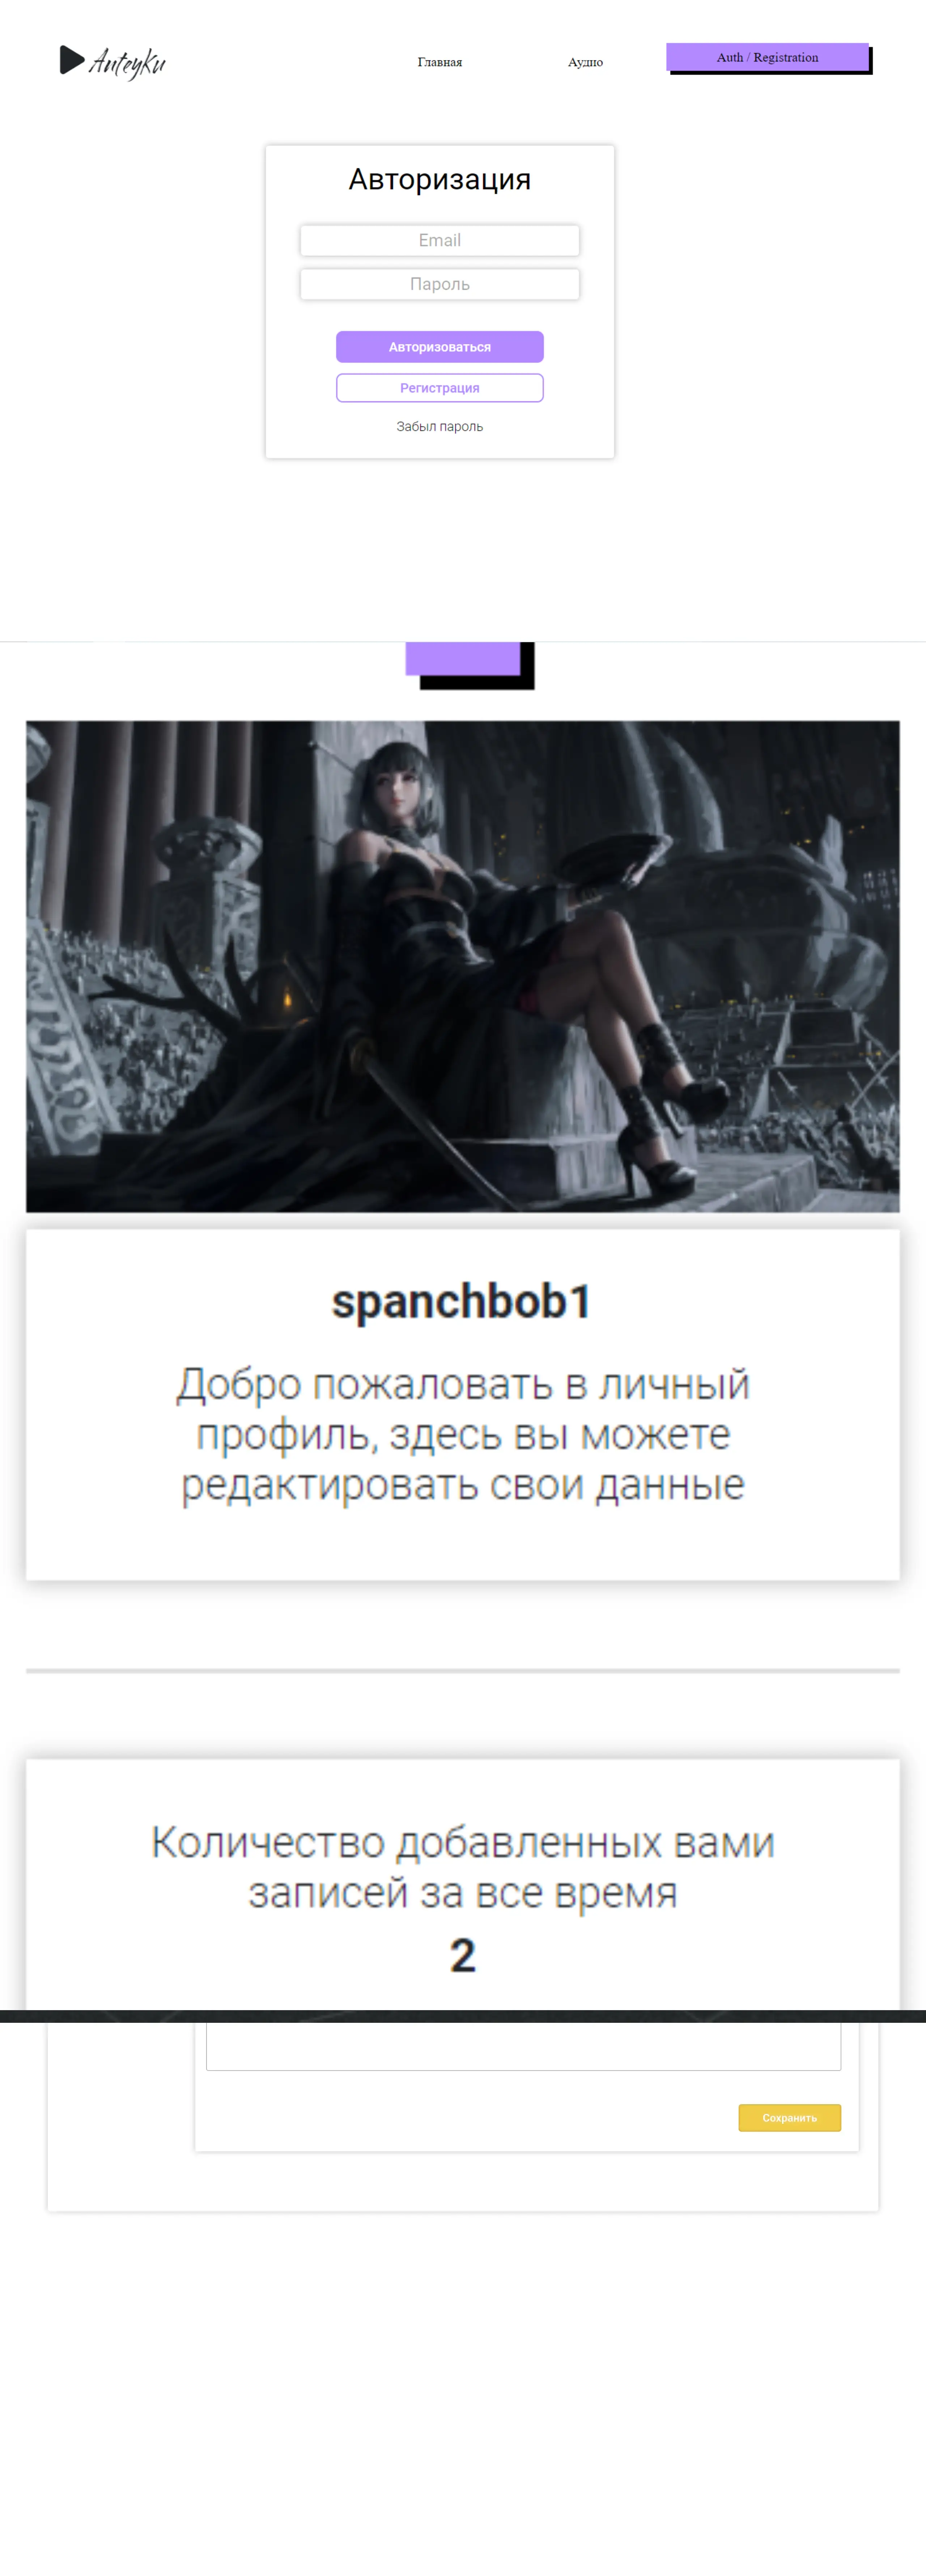 Anteyku
Главная
Аудио
Auth / Registration
Авторизация
Email
Пароль
Авторизоваться
Регистрация
Забыл пароль
spanchbob1
Добро пожаловать в личный
профиль, здесь вы можете
редактировать свои данные
Количество добавленных вами
записей за все время
2
Сохранить